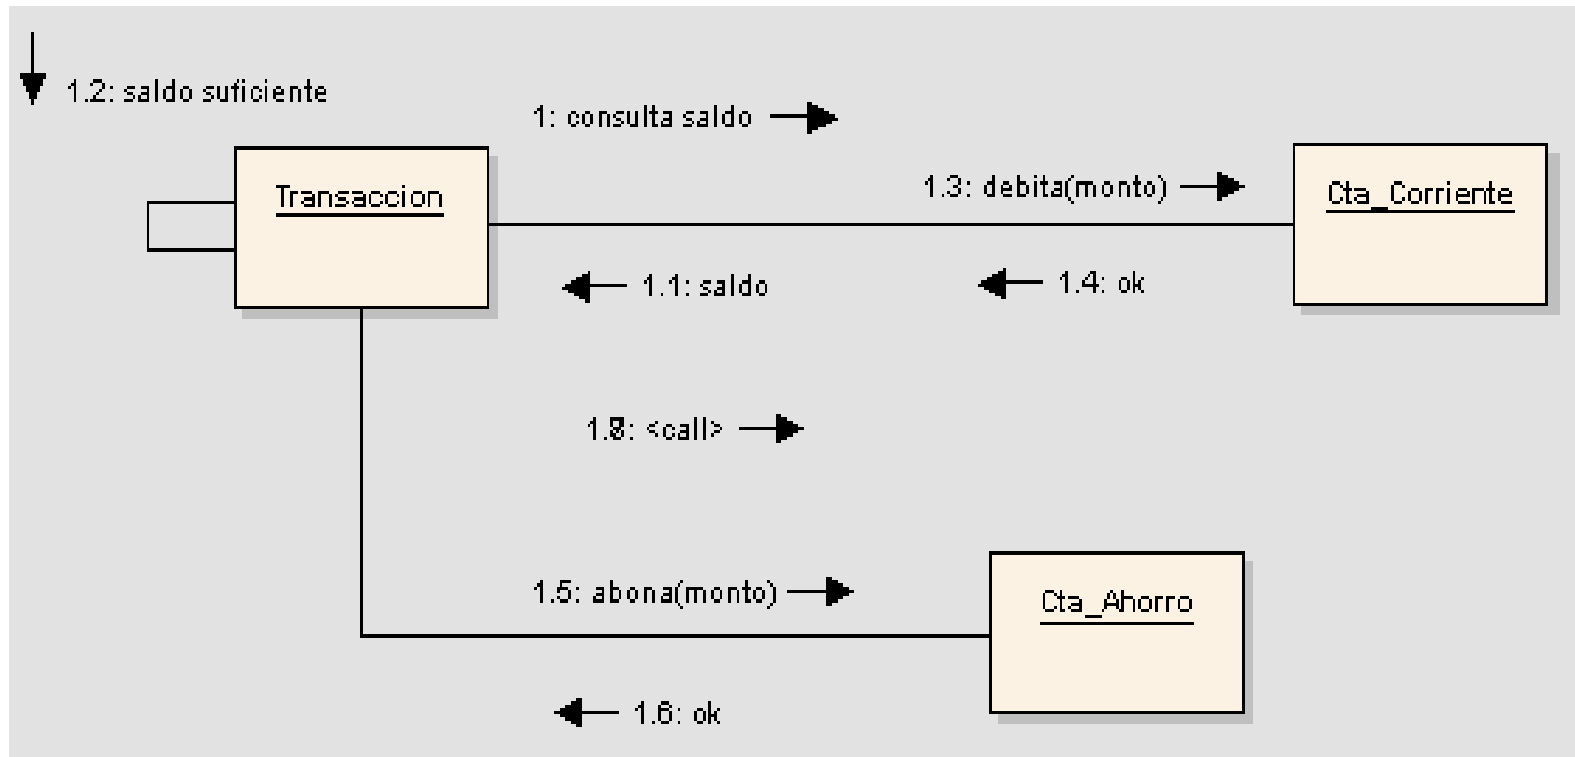 1.2: saldo suficiente
1: consulta saldo
Transaccion
1.3: debita(monto)
Cta_Corriente
1.1: saldo
1.4: ok
<call>
1.5: abona(monto)
Cta_Ahorro
1.6: ok